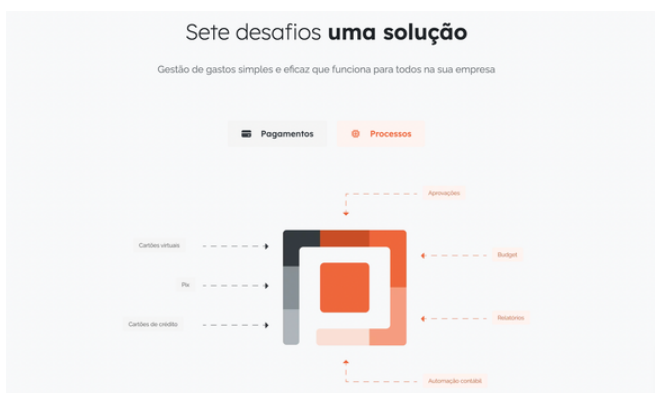 Sete desafios uma solução
Gestão de gastos simples e eficaz que funciona para todos na sua empresa
Pagamentos
Processos
Aprovações
Cartões virtuais
Budget
Pix
Relatórios
Cartões de crédito
Automação contábil